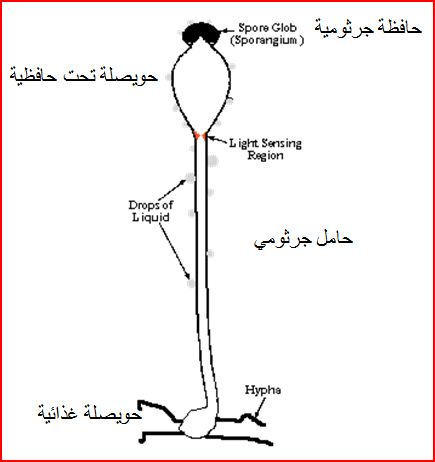 Spore Glob
(Sporangium)
حافظة جرثومية
حويصلة تحت حافظية
Light Sensing
Region
Drops of
Liquid
حامل جرثومي
Hypha
حويصلة غذائية